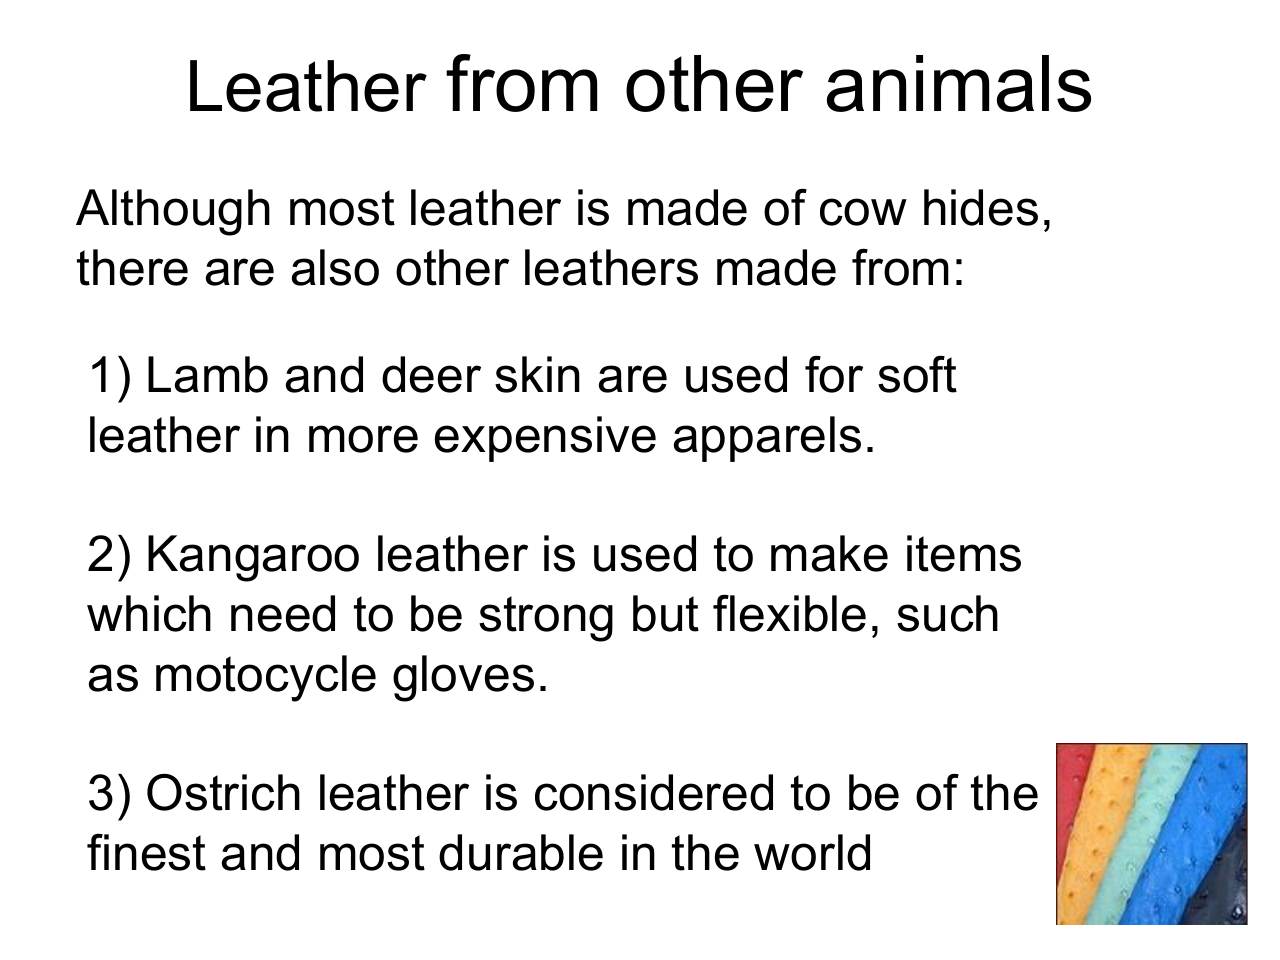 Leather from other animals
Although most leather is made of cow hides,
there are also other leathers made from:
1) Lamb and deer skin are used for soft
leather in more expensive apparels.
2) Kangaroo leather is used to make items
which need to be strong but flexible, such
as motocycle gloves.
3) Ostrich leather is considered to be of the
finest and most durable in the world